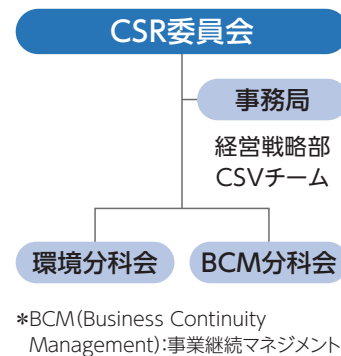 CSR委員会
事務局
経営戦略部
CSVチーム
環境分科会
BCM分科会
*BCM(Business Continuity
Management):事業継続マネジメント